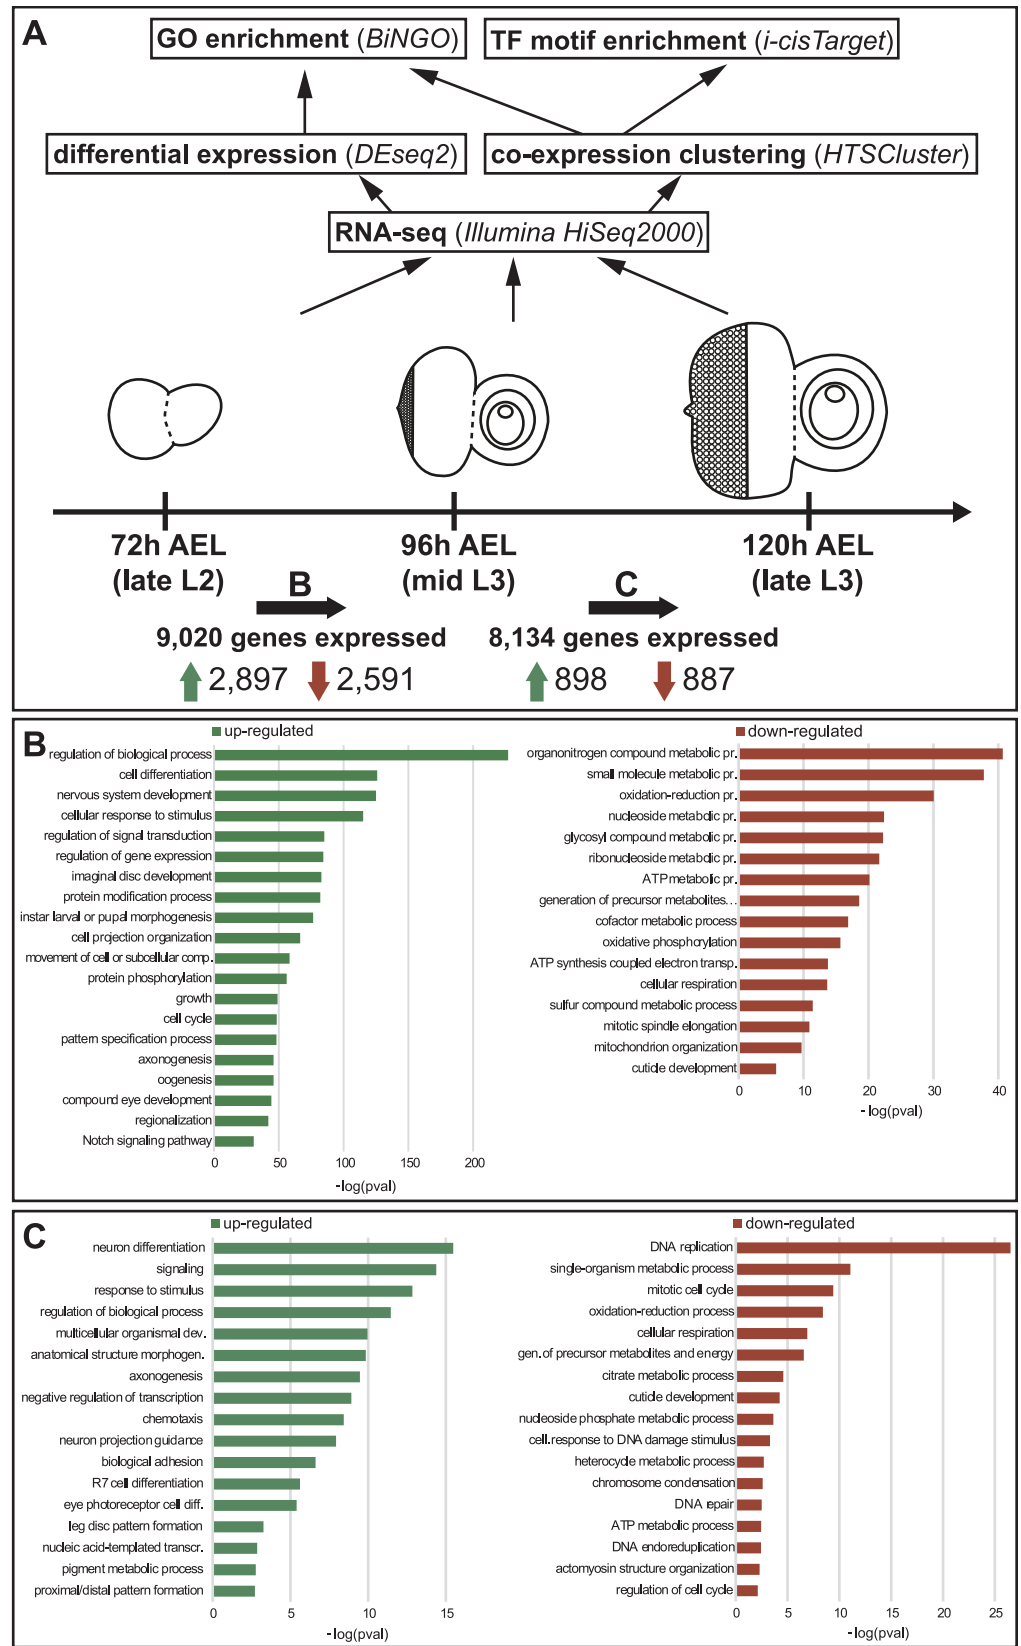 A
GO enrichment (BiNGO)
TF motif enrichment (i-cisTarget)
differential expression (DEseq2)
co-expression clustering (HTSCluster)
RNA-seq (Illumina HiSeq2000)
72h AEL
(late L2)
96h AEL
(mid L3)
120h AEL
(late L3)
B
C
9,020 genes expressed
8,134 genes expressed
2,897
2,591
898
887
B
up-regulated
regulation of biological process
cell differentiation
nervous system development
cellular response to stimulus
regulation of signal transduction
regulation of gene expression
imaginal disc development
protein modification process
instar larval or pupal morphogenesis
cell projection organization
movement of cell or subcellular comp.
protein phosphorylation
growth
cell cycle
pattern specification process
axonogenesis
oogenesis
compound eye development
regionalization
Notch signaling pathway
0 50 100 150 200
-log(pval)
down-regulated
organonitrogen compound metabolic pr.
small molecule metabolic pr.
oxidation-reduction pr.
nucleoside metabolic pr.
glycosyl compound metabolic pr.
ribonucleoside metabolic pr.
ATP metabolic pr.
generation of precursor metabolites...
cofactor metabolic process
oxidative phosphorylation
ATP synthesis coupled electron transp.
cellular respiration
sulfur compound metabolic process
mitotic spindle elongation
mitochondrion organization
cuticle development
0 10 20 30 40
-log(pval)
C
up-regulated
neuron differentiation
signaling
response to stimulus
regulation of biological process
multicellular organismal dev.
anatomical structure morphogen.
axonogenesis
negative regulation of transcription
chemotaxis
neuron projection guidance
biological adhesion
R7 cell differentiation
eye photoreceptor cell diff.
leg disc pattern formation
nucleic acid-templated transcr.
pigment metabolic process
proximal/distal pattern formation
0 5 10 15
-log(pval)
down-regulated
DNA replication
single-organism metabolic process
mitotic cell cycle
oxidation-reduction process
cellular respiration
gen. of precursor metabolites and energy
citrate metabolic process
cuticle development
nucleoside phosphate metabolic process
cell. response to DNA damage stimulus
heterocycle metabolic process
chromosome condensation
DNA repair
ATP metabolic process
DNA endoreduplication
actomyosin structure organization
regulation of cell cycle
0 5 10 15 20 25
-log(pval)